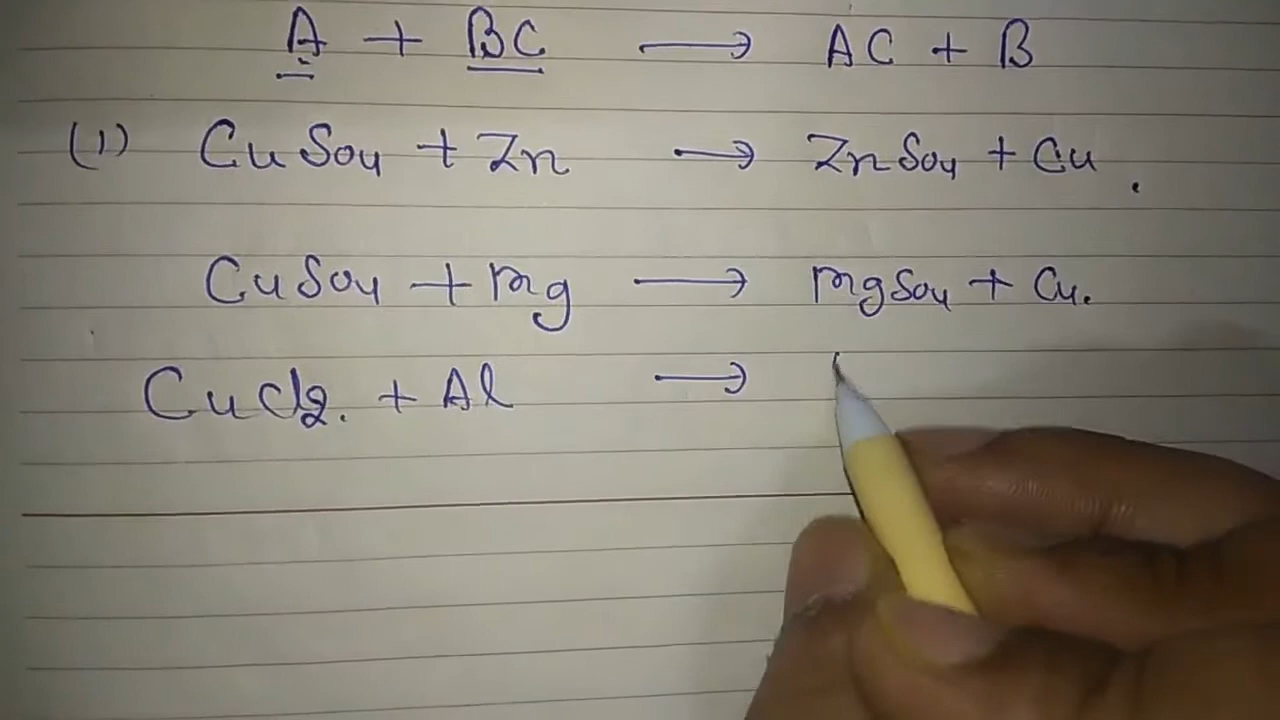 A + BC → AC + B
(1) CuSO4 + Zn → ZnSO4 + Cu.
CuSO4 + Mg → MgSO4 + Cu.
CuCl2. + Al →